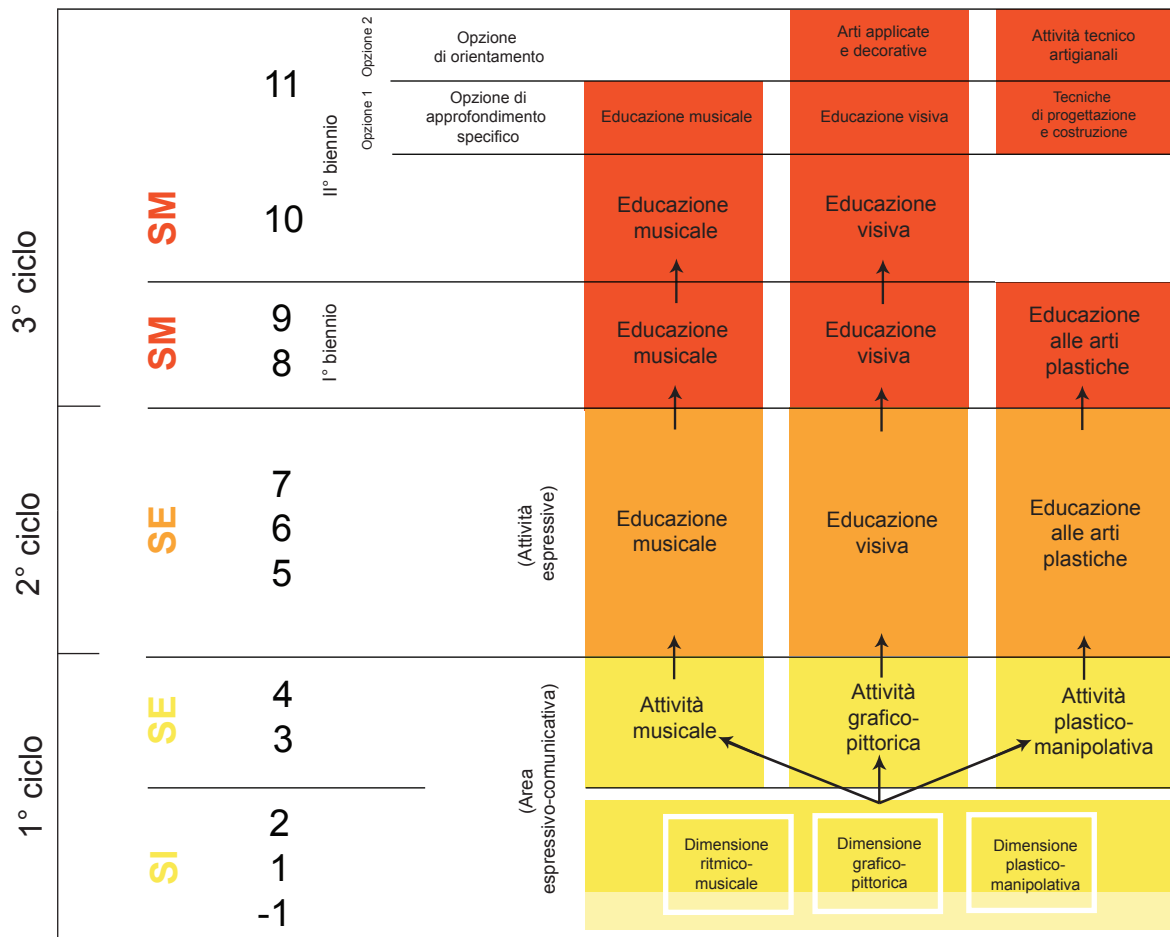 3° ciclo
SM
11
10
II° biennio
Opzione 2
Opzione 1
Opzione
di orientamento
Arti applicate
e decorative
Attività tecnico
artigianali
Opzione di
approfondimento
specifico
Educazione musicale
Educazione visiva
Tecniche
di progettazione
e costruzione
Educazione
musicale
Educazione
visiva
SM
9
8
I° biennio
Educazione
musicale
Educazione
visiva
Educazione
alle arti
plastiche
2° ciclo
SE
7
6
5
(Attività
espressive)
Educazione
musicale
Educazione
visiva
Educazione
alle arti
plastiche
1° ciclo
SE
4
3
(Area
espressivo-comunicativa)
Attività
musicale
Attività
grafico-
pittorica
Attività
plastico-
manipolativa
SI
2
1
-1
Dimensione
ritmico-
musicale
Dimensione
grafico-
pittorica
Dimensione
plastico-
manipolativa